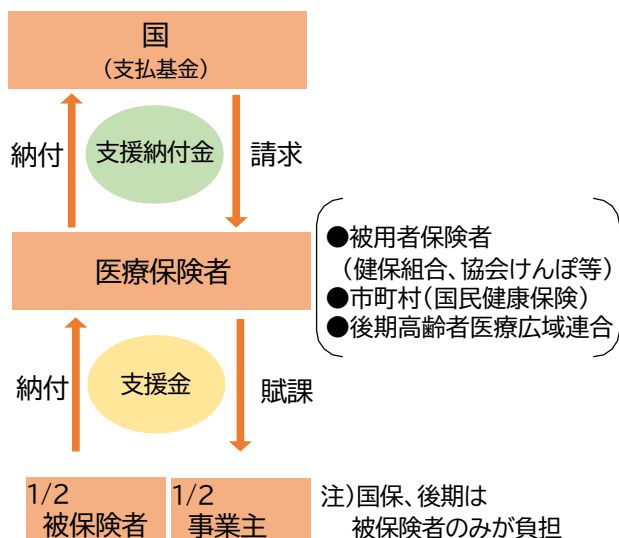 国
（支払基金）
納付
支援納付金
請求
医療保険者
●被用者保険者
（健保組合、協会けんぽ等）
●市町村（国民健康保険）
●後期高齢者医療広域連合
納付
支援金
賦課
1/2
被保険者
1/2
事業主
注）国保、後期は
被保険者のみが負担